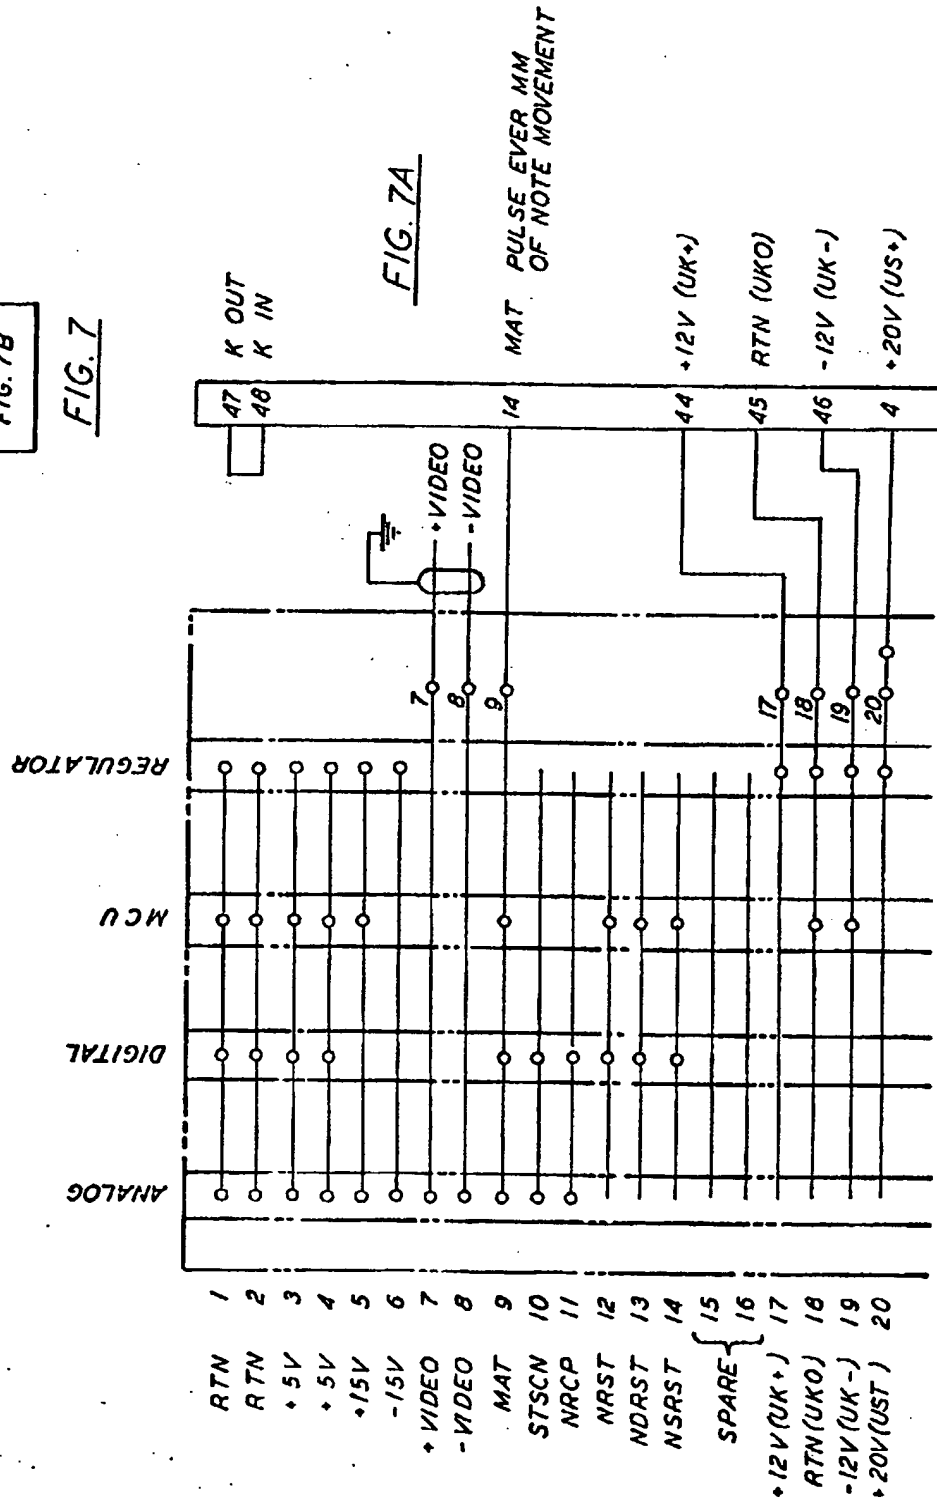 FIG. 7B
FIG. 7
FIG. 7A
47 K OUT
48 K IN
14 MAT PULSE EVER MM
OF NOTE MOVEMENT
44 +12V (UK+)
45 RTN (UKO)
46 -12V (UK-)
4 +20V (US+)
+VIDEO
-VIDEO
7
8
9
17
18
19
20
REGULATOR
MCU
DIGITAL
ANALOG
RTN 1
RTN 2
+5V 3
+5V 4
+15V 5
-15V 6
+VIDEO 7
-VIDEO 8
MAT 9
STSCN 10
NRCP 11
NRST 12
NDRST 13
NSRST 14
SPARE 15
16
+12V (UK+) 17
RTN (UKO) 18
-12V (UK-) 19
+20V (UST) 20